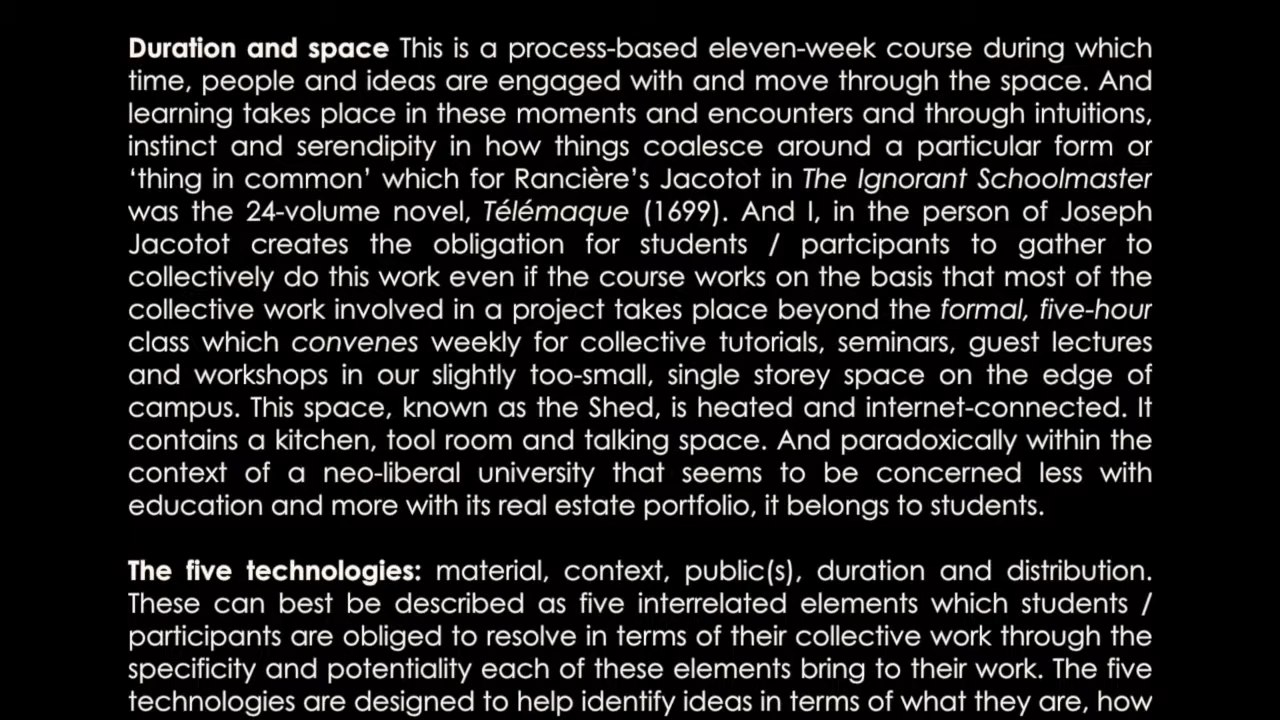 Duration and space This is a process-based eleven-week course during which
time, people and ideas are engaged with and move through the space. And
learning takes place in these moments and encounters and through intuitions,
instinct and serendipity in how things coalesce around a particular form or
‘thing in common’ which for Rancière’s Jacotot in The Ignorant Schoolmaster
was the 24-volume novel, Télémaque (1699). And I, in the person of Joseph
Jacotot creates the obligation for students / partcipants to gather to
collectively do this work even if the course works on the basis that most of the
collective work involved in a project takes place beyond the formal, five-hour
class which convenes weekly for collective tutorials, seminars, guest lectures
and workshops in our slightly too-small, single storey space on the edge of
campus. This space, known as the Shed, is heated and internet-connected. It
contains a kitchen, tool room and talking space. And paradoxically within the
context of a neo-liberal university that seems to be concerned less with
education and more with its real estate portfolio, it belongs to students.
The five technologies: material, context, public(s), duration and distribution.
These can best be described as five interrelated elements which students /
participants are obliged to resolve in terms of their collective work through the
specificity and potentiality each of these elements bring to their work. The five
technologies are designed to help identify ideas in terms of what they are, how